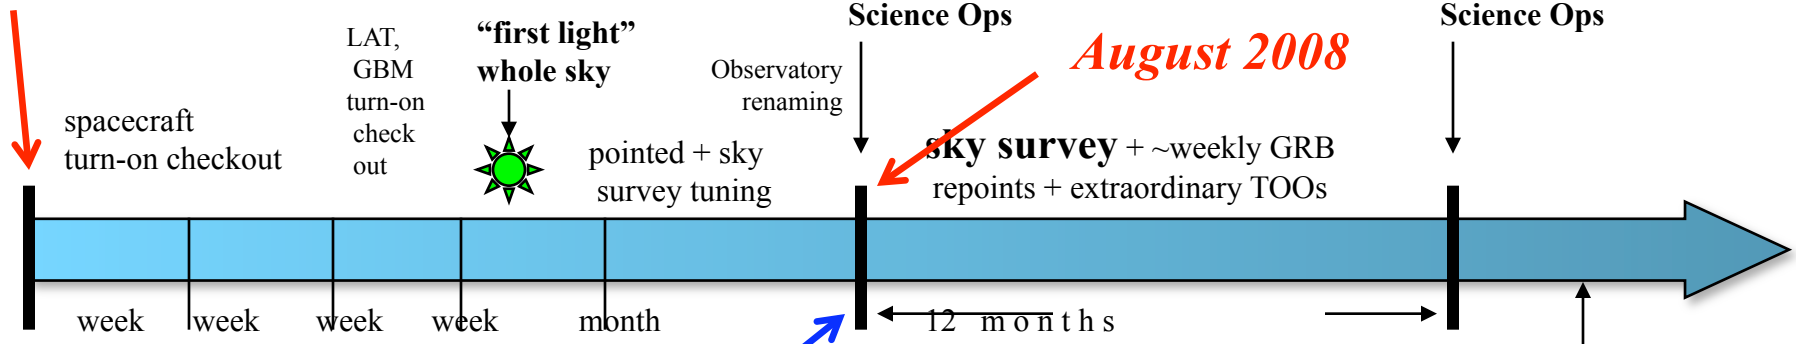 Science Ops
Science Ops
LAT,
GBM
turn-on
check
out
“first light”
whole sky
Observatory
renaming
August 2008
spacecraft
turn-on checkout
pointed + sky
survey tuning
sky survey + ~weekly GRB
repoints + extraordinary TOOs
week week week week month 12 months